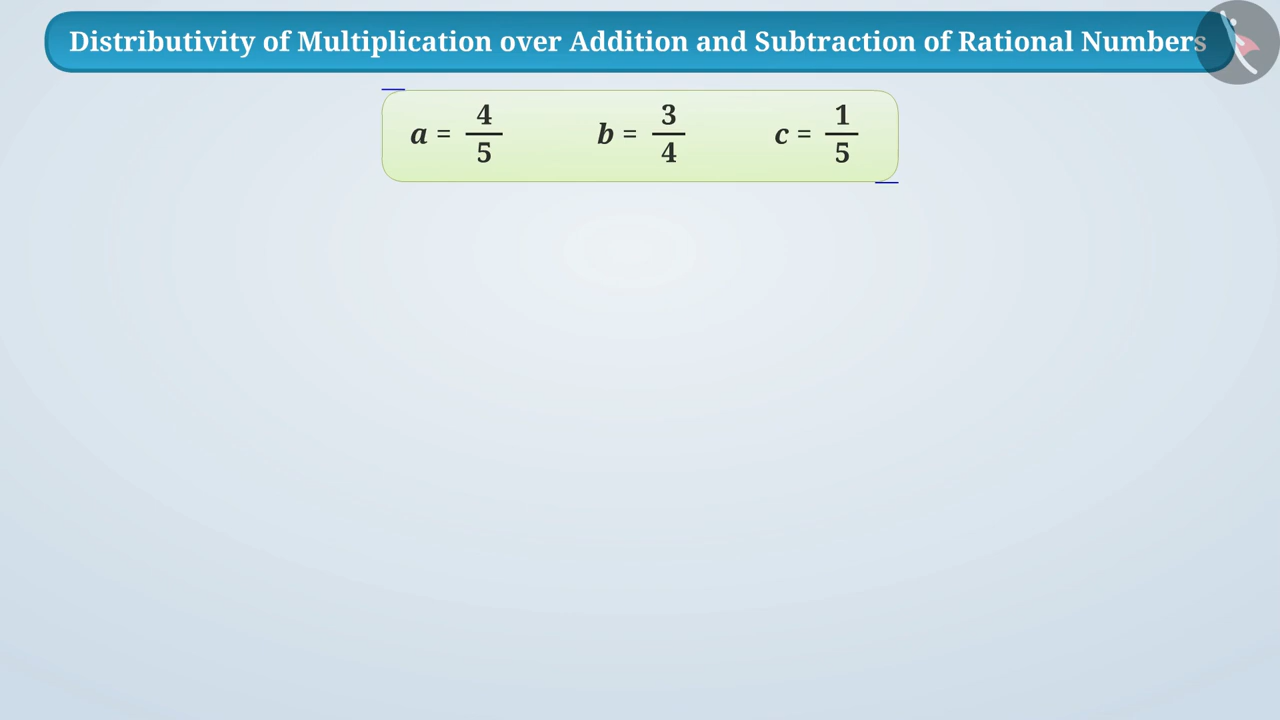 Distributivity of Multiplication over Addition and Subtraction of Rational Numbers
a = 4/5 b = 3/4 c = 1/5